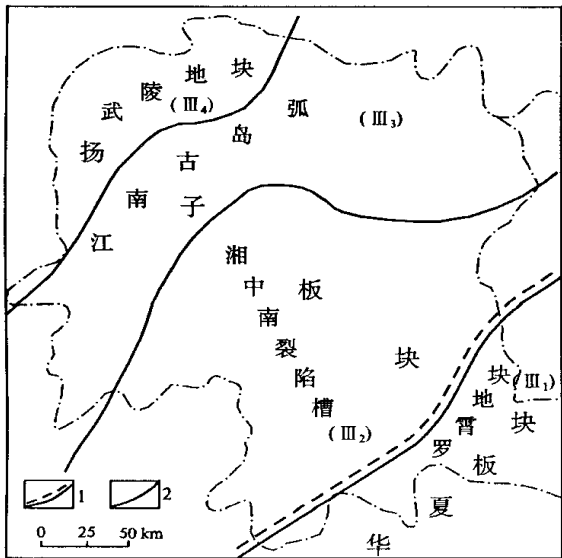 武陵地块
(Ⅲ₄)
江南古岛弧
(Ⅲ₃)
扬子板块
湘中南裂陷槽
(Ⅲ₂)
罗霄地块
(Ⅲ₁)
华夏板块
1
2
0 25 50 km